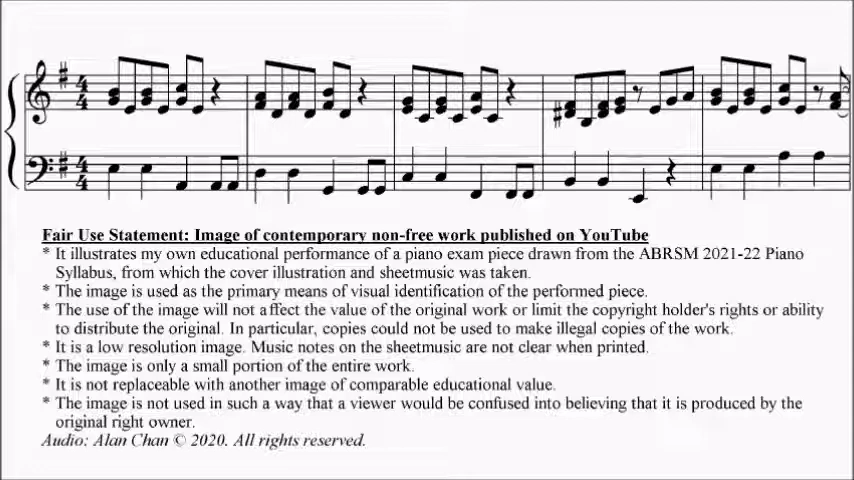 4 4
4 4
Fair Use Statement: Image of contemporary non-free work published on YouTube
* It illustrates my own educational performance of a piano exam piece drawn from the ABRSM 2021-22 Piano
Syllabus, from which the cover illustration and sheetmusic was taken.
* The image is used as the primary means of visual identification of the performed piece.
* The use of the image will not affect the value of the original work or limit the copyright holder's rights or ability
to distribute the original. In particular, copies could not be used to make illegal copies of the work.
* It is a low resolution image. Music notes on the sheetmusic are not clear when printed.
* The image is only a small portion of the entire work.
* It is not replaceable with another image of comparable educational value.
* The image is not used in such a way that a viewer would be confused into believing that it is produced by the
original right owner.
Audio: Alan Chan © 2020. All rights reserved.